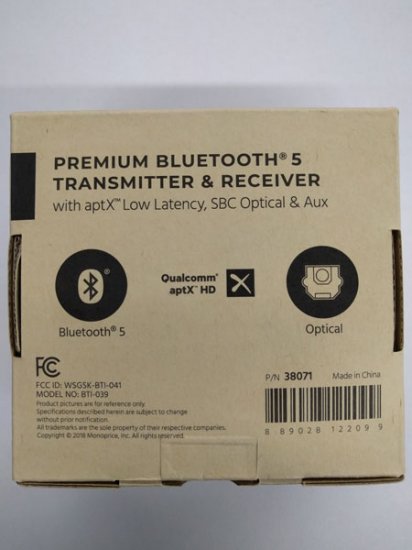 PREMIUM BLUETOOTH® 5
TRANSMITTER & RECEIVER
with aptX™ Low Latency, SBC Optical & Aux
®
Bluetooth® 5
Qualcomm®
aptX™ HD
Optical
FCC
FCC ID: WSGSK-BTI-041
MODEL NO: BTI-039
Product pictures are for reference only.
Specifications described herein are subject to change
without prior notification.
All trademarks are the sole property of their respective companies.
Copyright © 2018 Monoprice, Inc. All rights reserved.
P/N 38071 Made in China
8 89028 12209 9